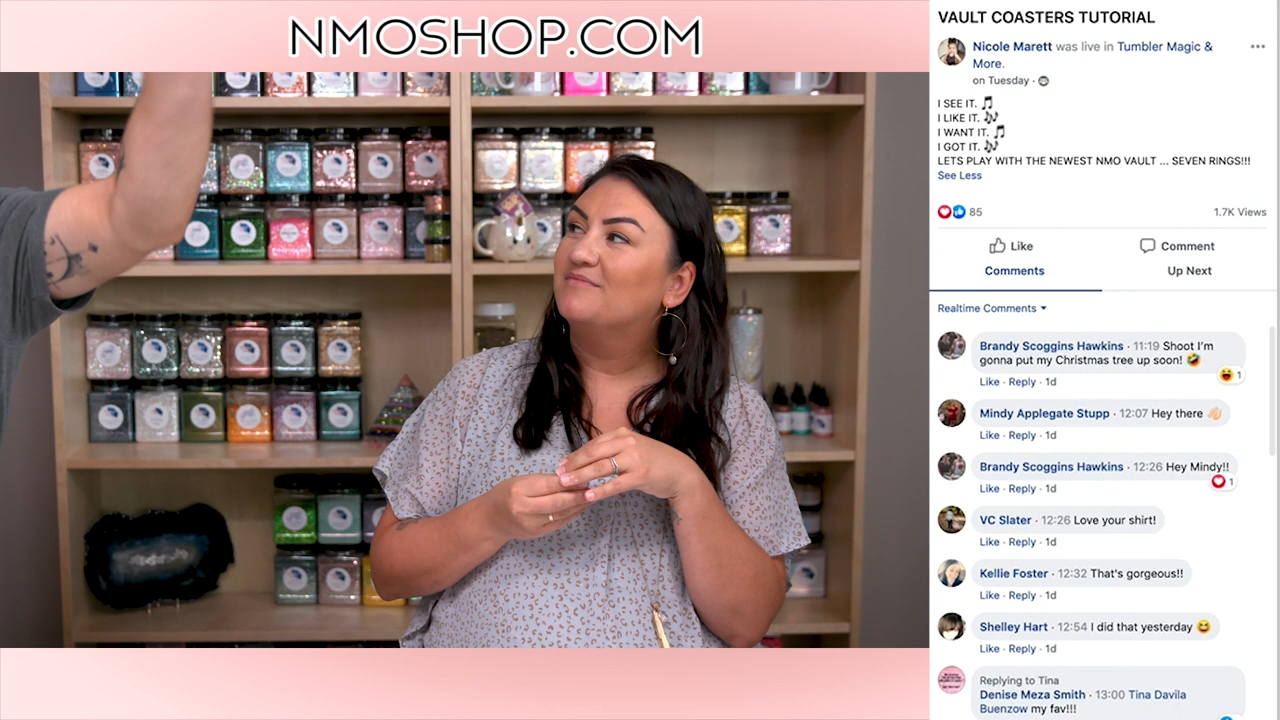 NMOSHOP.COM
VAULT COASTERS TUTORIAL
Nicole Marett was live in Tumbler Magic &
More.
on Tuesday ·
I SEE IT. 🎵
I LIKE IT. 🎶
I WANT IT. 🎵
I GOT IT. 🎶
LETS PLAY WITH THE NEWEST NMO VAULT ... SEVEN RINGS!!!
See Less
85
1.7K Views
Like
Comment
Comments
Up Next
Realtime Comments
Brandy Scoggins Hawkins · 11:19 Shoot I'm
gonna put my Christmas tree up soon! 🤣
1
Like · Reply · 1d
Mindy Applegate Stupp · 12:07 Hey there 👋🏻
Like · Reply · 1d
Brandy Scoggins Hawkins · 12:26 Hey Mindy!!
1
Like · Reply · 1d
VC Slater · 12:26 Love your shirt!
Like · Reply · 1d
Kellie Foster · 12:32 That's gorgeous!!
Like · Reply · 1d
Shelley Hart · 12:54 I did that yesterday 😆
Like · Reply · 1d
Replying to Tina
Denise Meza Smith · 13:00 Tina Davila
Buenzow my fav!!!